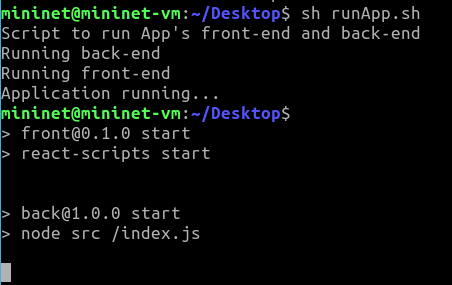 mininet@mininet-vm:~/Desktop$ sh runApp.sh
Script to run App's front-end and back-end
Running back-end
Running front-end
Application running...
mininet@mininet-vm:~/Desktop$
> front@0.1.0 start
> react-scripts start
> back@1.0.0 start
> node src /index.js